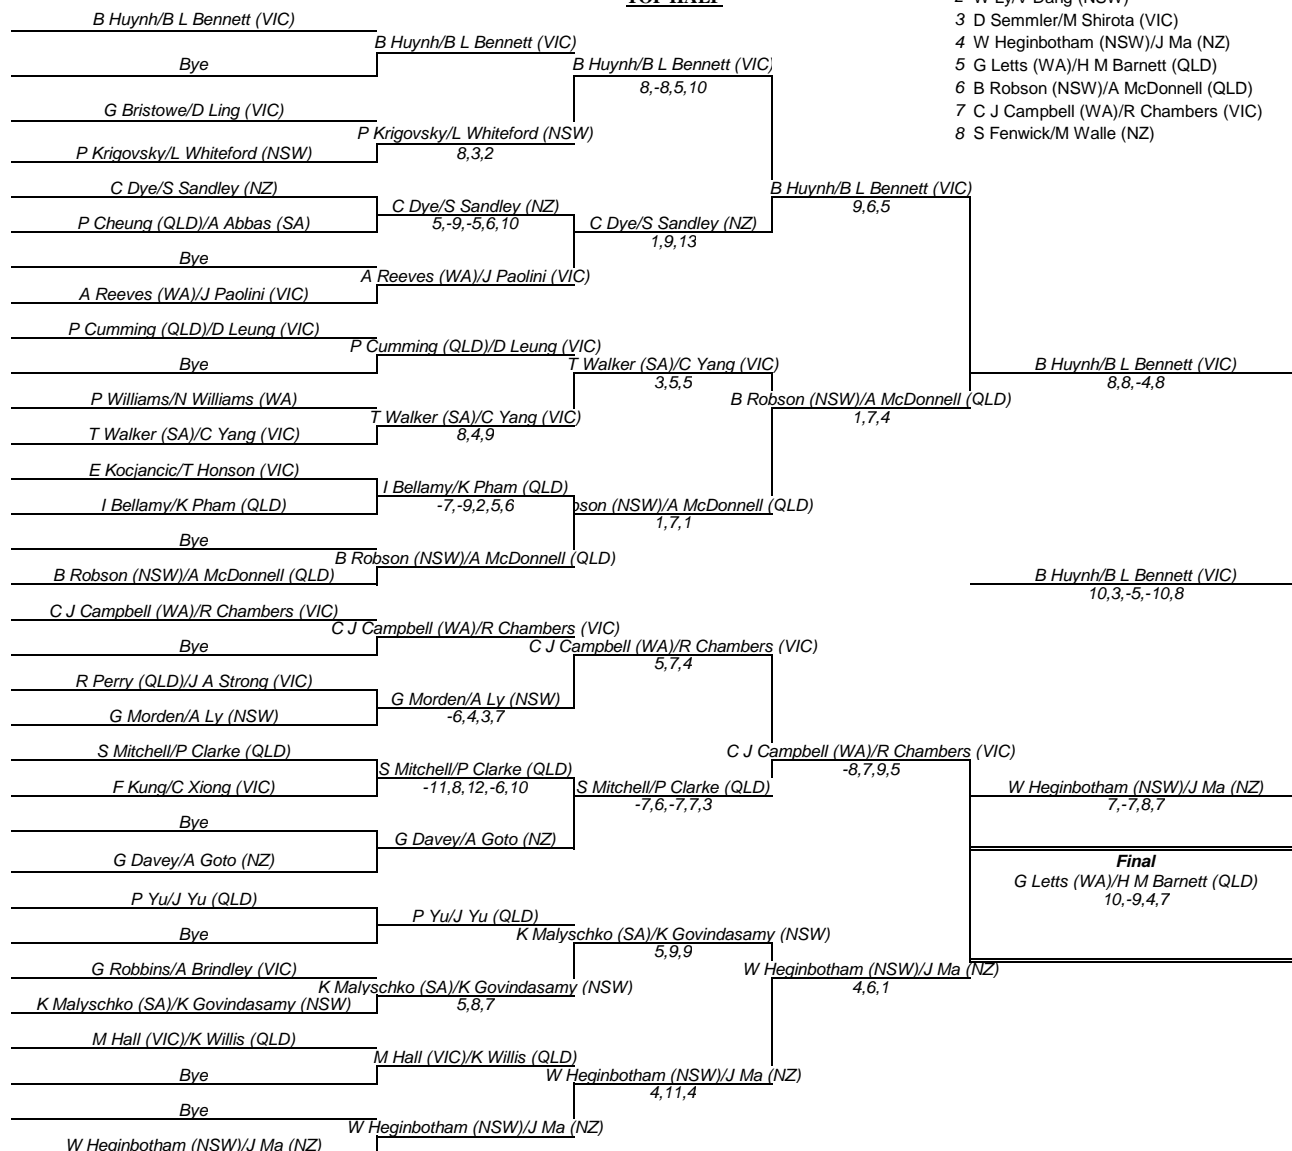 TOP HALF
2 W Ly/V Dang (NSW)
B Huynh/B L Bennett (VIC)
3 D Semmler/M Shirota (VIC)
B Huynh/B L Bennett (VIC)
4 W Heginbotham (NSW)/J Ma (NZ)
Bye
B Huynh/B L Bennett (VIC)
5 G Letts (WA)/H M Barnett (QLD)
8,-8,5,10
6 B Robson (NSW)/A McDonnell (QLD)
G Bristowe/D Ling (VIC)
7 C J Campbell (WA)/R Chambers (VIC)
P Krigovsky/L Whiteford (NSW)
8 S Fenwick/M Walle (NZ)
P Krigovsky/L Whiteford (NSW)
8,3,2
C Dye/S Sandley (NZ)
B Huynh/B L Bennett (VIC)
C Dye/S Sandley (NZ)
9,6,5
P Cheung (QLD)/A Abbas (SA)
5,-9,-5,6,10
C Dye/S Sandley (NZ)
1,9,13
Bye
A Reeves (WA)/J Paolini (VIC)
A Reeves (WA)/J Paolini (VIC)
P Cumming (QLD)/D Leung (VIC)
P Cumming (QLD)/D Leung (VIC)
Bye
T Walker (SA)/C Yang (VIC)
B Huynh/B L Bennett (VIC)
3,5,5
8,8,-4,8
P Williams/N Williams (WA)
B Robson (NSW)/A McDonnell (QLD)
T Walker (SA)/C Yang (VIC)
1,7,4
T Walker (SA)/C Yang (VIC)
8,4,9
E Kocjancic/T Honson (VIC)
I Bellamy/K Pham (QLD)
I Bellamy/K Pham (QLD)
-7,-9,2,5,6
bson (NSW)/A McDonnell (QLD)
1,7,1
Bye
B Robson (NSW)/A McDonnell (QLD)
B Robson (NSW)/A McDonnell (QLD)
B Huynh/B L Bennett (VIC)
10,3,-5,-10,8
C J Campbell (WA)/R Chambers (VIC)
C J Campbell (WA)/R Chambers (VIC)
Bye
C J Campbell (WA)/R Chambers (VIC)
5,7,4
R Perry (QLD)/J A Strong (VIC)
G Morden/A Ly (NSW)
G Morden/A Ly (NSW)
-6,4,3,7
S Mitchell/P Clarke (QLD)
C J Campbell (WA)/R Chambers (VIC)
S Mitchell/P Clarke (QLD)
-8,7,9,5
F Kung/C Xiong (VIC)
-11,8,12,-6,10
S Mitchell/P Clarke (QLD)
W Heginbotham (NSW)/J Ma (NZ)
-7,6,-7,7,3
7,-7,8,7
Bye
G Davey/A Goto (NZ)
G Davey/A Goto (NZ)
Final
G Letts (WA)/H M Barnett (QLD)
10,-9,4,7
P Yu/J Yu (QLD)
P Yu/J Yu (QLD)
Bye
K Malyschko (SA)/K Govindasamy (NSW)
5,9,9
G Robbins/A Brindley (VIC)
W Heginbotham (NSW)/J Ma (NZ)
K Malyschko (SA)/K Govindasamy (NSW)
4,6,1
K Malyschko (SA)/K Govindasamy (NSW)
5,8,7
M Hall (VIC)/K Willis (QLD)
M Hall (VIC)/K Willis (QLD)
Bye
W Heginbotham (NSW)/J Ma (NZ)
4,11,4
Bye
W Heginbotham (NSW)/J Ma (NZ)
W Heginbotham (NSW)/J Ma (NZ)